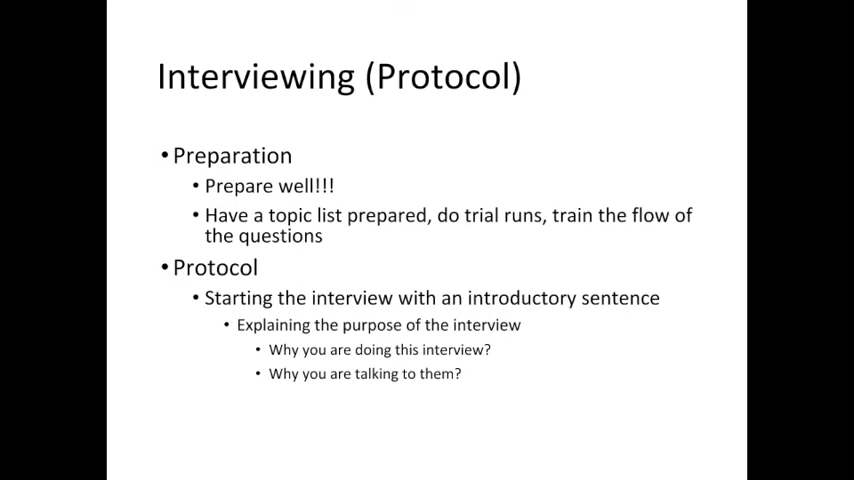 Interviewing (Protocol)
• Preparation
• Prepare well!!!
• Have a topic list prepared, do trial runs, train the flow of
the questions
• Protocol
• Starting the interview with an introductory sentence
• Explaining the purpose of the interview
• Why you are doing this interview?
• Why you are talking to them?